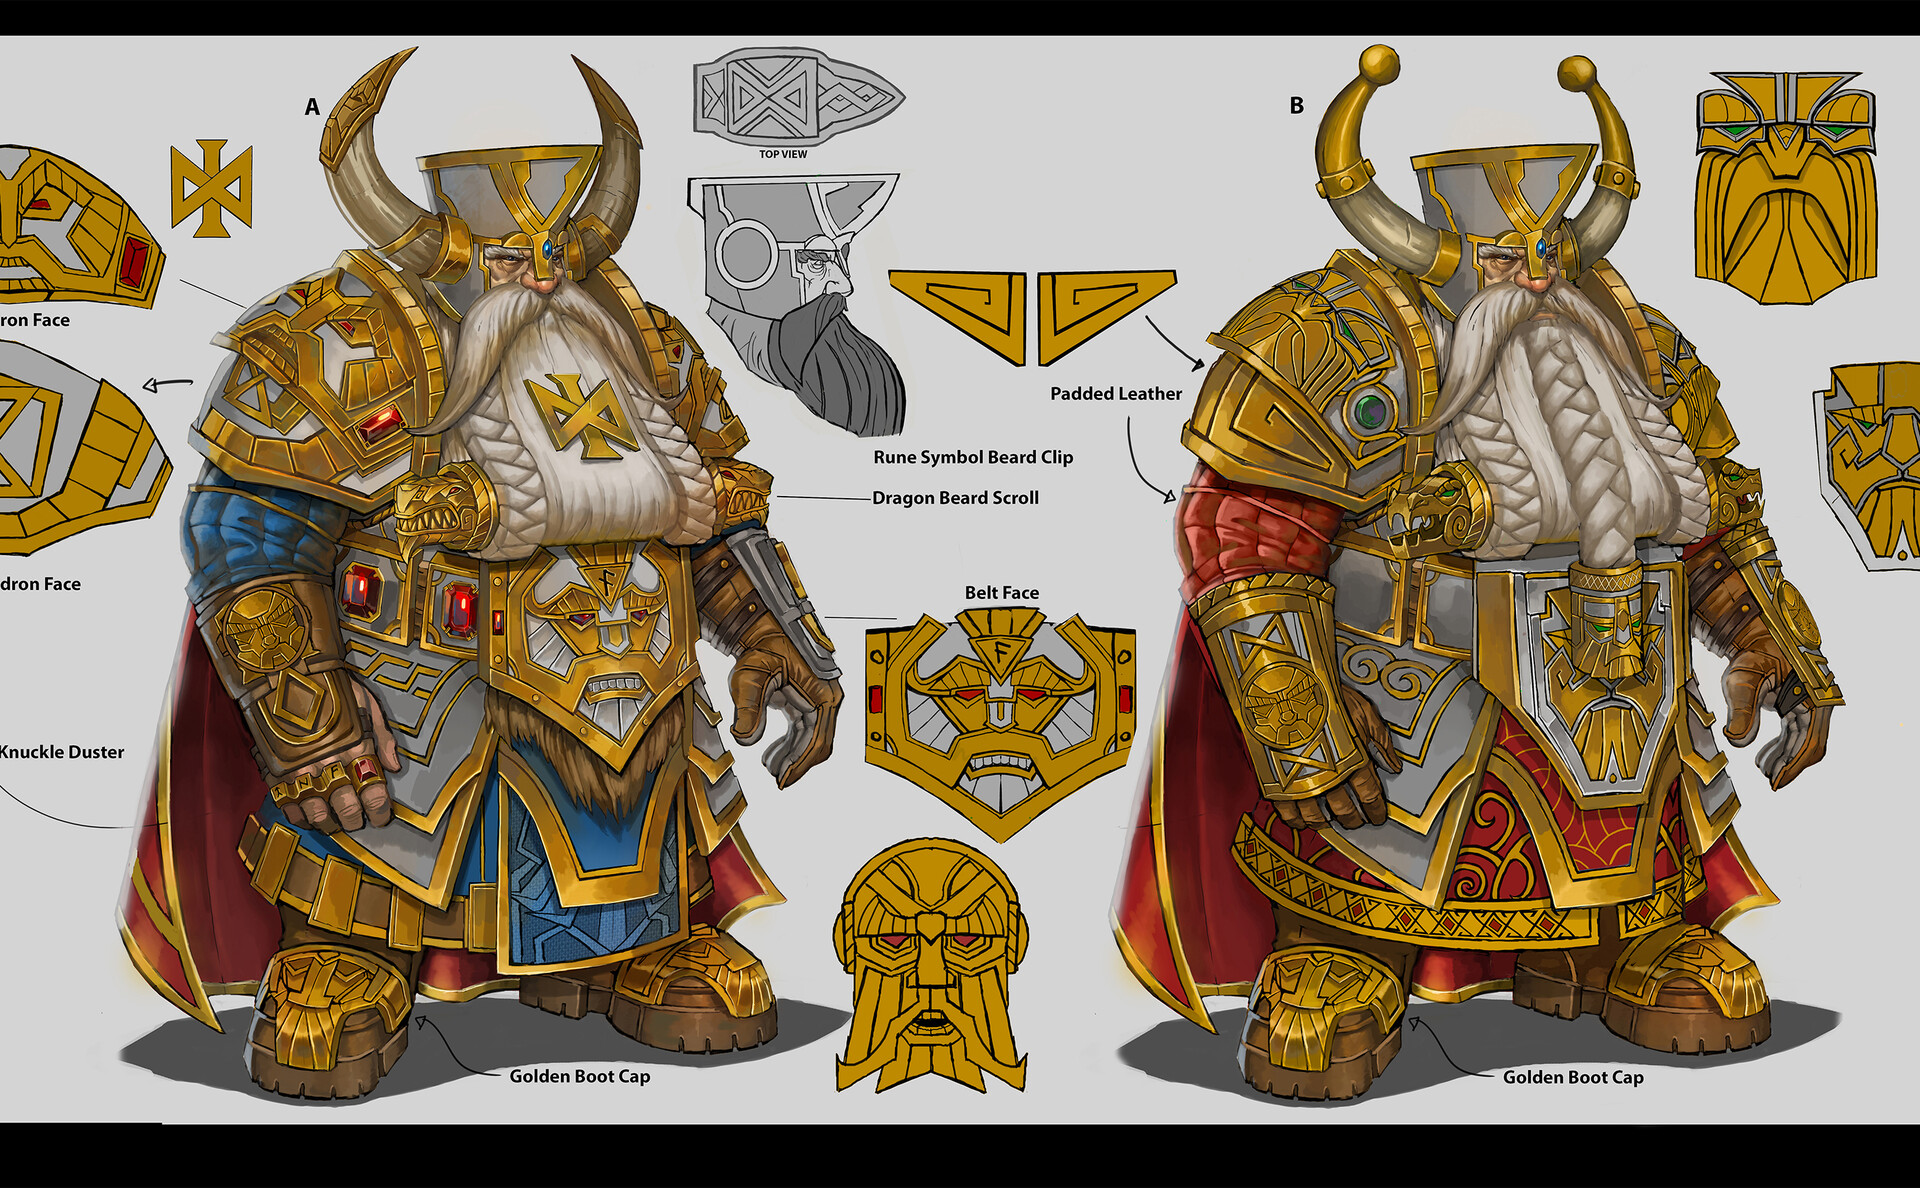 A
TOP VIEW
B
ron Face
Padded Leather
Rune Symbol Beard Clip
Dragon Beard Scroll
dron Face
Belt Face
Knuckle Duster
Golden Boot Cap
Golden Boot Cap